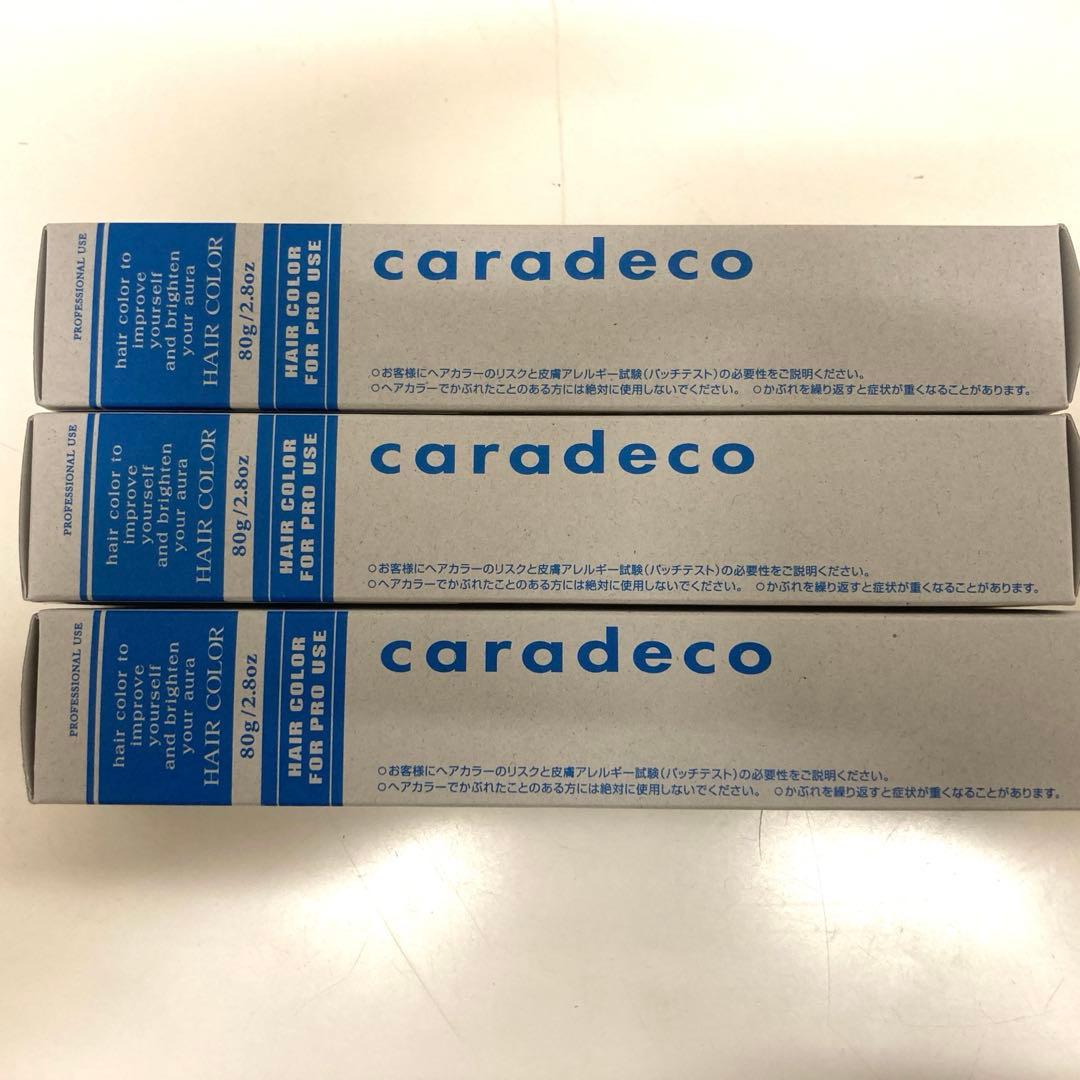 PROFESSIONAL USE
hair color to
improve
yourself
and brighten
your aura
HAIR COLOR
80g/2.8oz
HAIR COLOR
FOR PRO USE
caradeco
○お客様にヘアカラーのリスクと皮膚アレルギー試験(パッチテスト)の必要性をご説明ください。
○ヘアカラーでかぶれたことのある方には絶対に使用しないでください。 ○かぶれを繰り返すと症状が重くなることがあります。
PROFESSIONAL USE
hair color to
improve
yourself
and brighten
your aura
HAIR COLOR
80g/2.8oz
HAIR COLOR
FOR PRO USE
caradeco
○お客様にヘアカラーのリスクと皮膚アレルギー試験(パッチテスト)の必要性をご説明ください。
○ヘアカラーでかぶれたことのある方には絶対に使用しないでください。 ○かぶれを繰り返すと症状が重くなることがあります。
PROFESSIONAL USE
hair color to
improve
yourself
and brighten
your aura
HAIR COLOR
80g/2.8oz
HAIR COLOR
FOR PRO USE
caradeco
○お客様にヘアカラーのリスクと皮膚アレルギー試験(パッチテスト)の必要性をご説明ください。
○ヘアカラーでかぶれたことのある方には絶対に使用しないでください。 ○かぶれを繰り返すと症状が重くなることがあります。